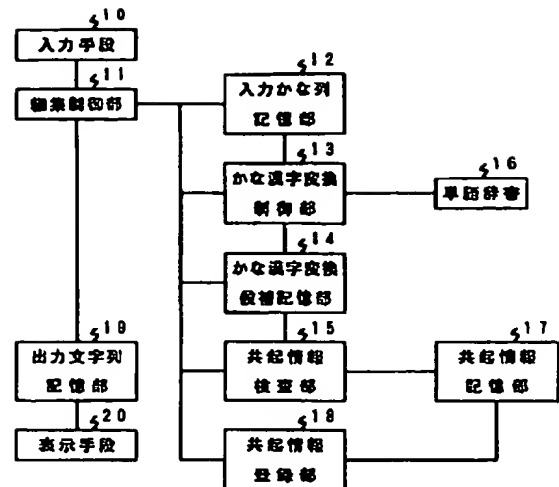 10
入力手段
11
編集制御部
12
入力かな列
記憶部
13
かな漢字変換
制御部
16
単語辞書
14
かな漢字変換
候補記憶部
15
共起情報
検査部
17
共起情報
記憶部
18
共起情報
登録部
19
出力文字列
記憶部
20
表示手段